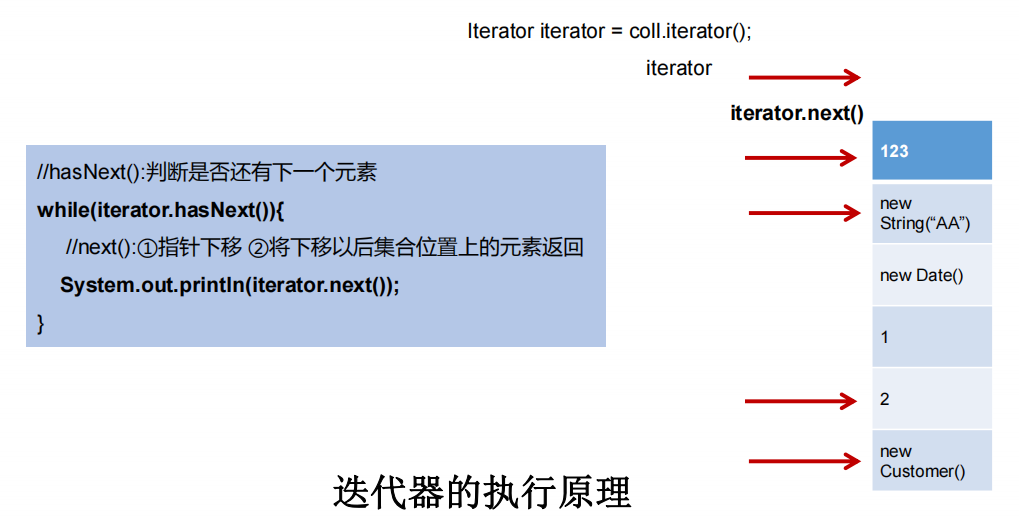 Iterator iterator = coll.iterator();
iterator
iterator.next()
//hasNext():判断是否还有下一个元素
while(iterator.hasNext()){
//next():①指针下移 ②将下移以后集合位置上的元素返回
System.out.println(iterator.next());
}
123
new
String(“AA”)
new Date()
1
2
new
Customer()
迭代器的执行原理